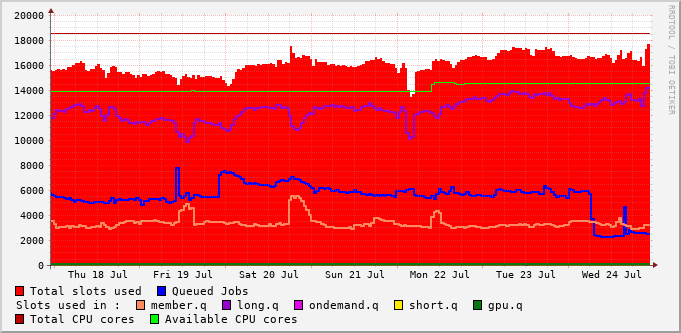 20000
18000
16000
14000
12000
10000
8000
6000
4000
2000
0
Thu 18 Jul Fri 19 Jul Sat 20 Jul Sun 21 Jul Mon 22 Jul Tue 23 Jul Wed 24 Jul
Total slots used Queued Jobs
Slots used in : member.q long.q ondemand.q short.q gpu.q
Total CPU cores Available CPU cores
RRDTOOL / TOBI OETIKER